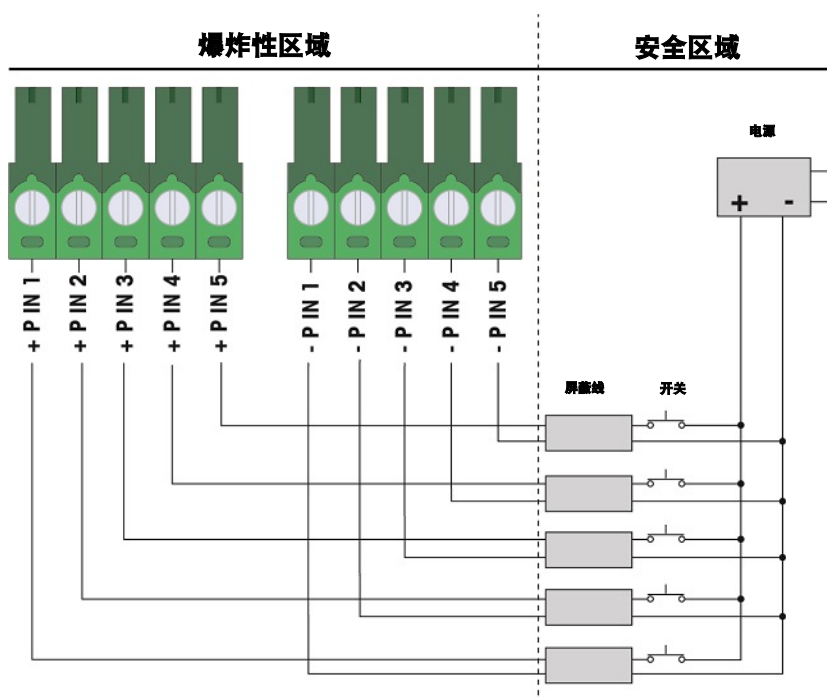 爆炸性区域
安全区域
电源
+ -
+ P IN 1
+ P IN 2
+ P IN 3
+ P IN 4
+ P IN 5
- P IN 1
- P IN 2
- P IN 3
- P IN 4
- P IN 5
屏蔽线
开关